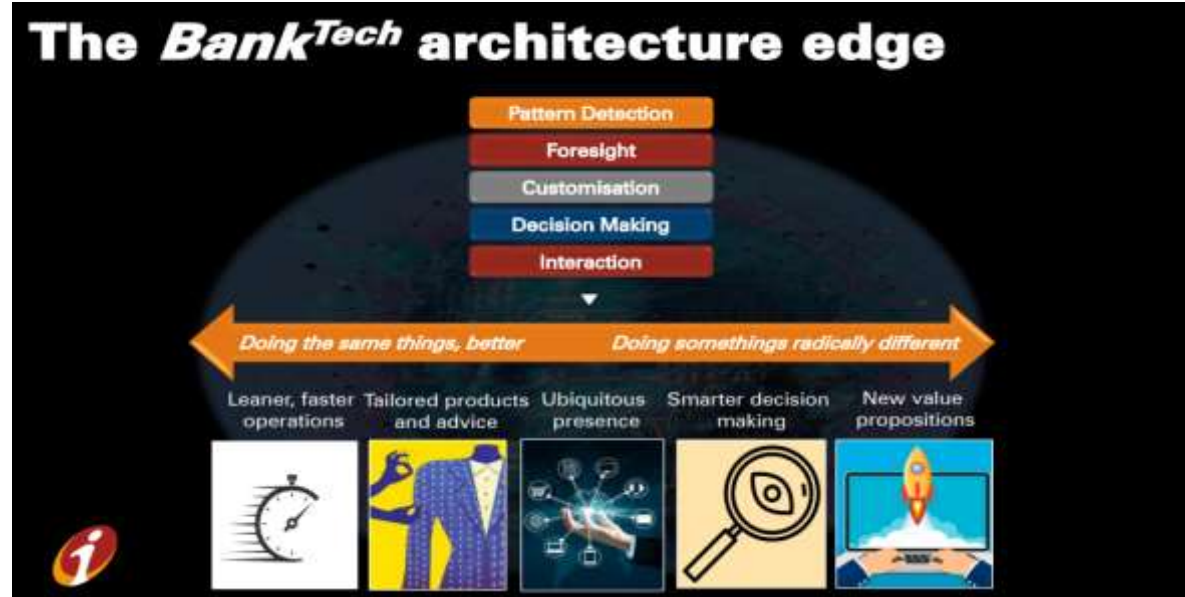 The BankTech architecture edge
Pattern Detection
Foresight
Customisation
Decision Making
Interaction
Doing the same things, better
Doing somethings radically different
Leaner, faster
operations
Tailored products
and advice
Ubiquitous
presence
Smarter decision
making
New value
propositions